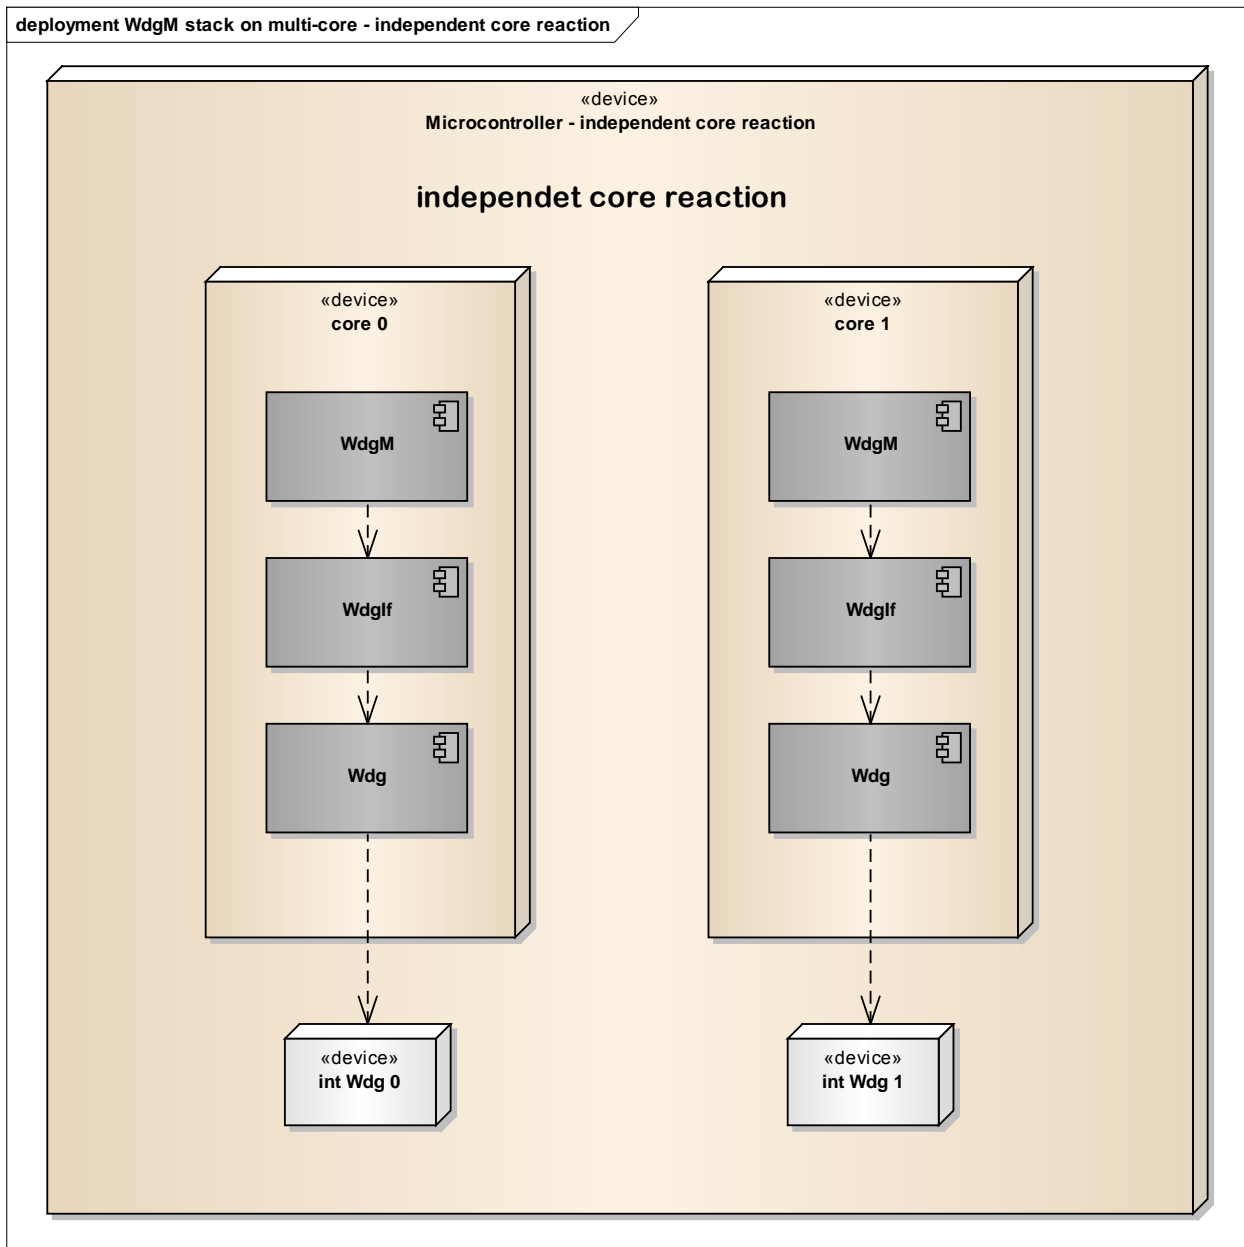 deployment WdgM stack on multi-core - independent core reaction
«device»
Microcontroller - independent core reaction
independet core reaction
«device»
core 0
WdgM
WdgIf
Wdg
«device»
int Wdg 0
«device»
core 1
WdgM
WdgIf
Wdg
«device»
int Wdg 1